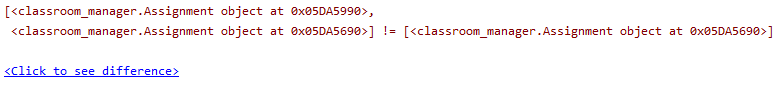 [<classroom_manager.Assignment object at 0x05DA5990>,
<classroom_manager.Assignment object at 0x05DA5690>] != [<classroom_manager.Assignment object at 0x05DA5690>]
<Click to see difference>